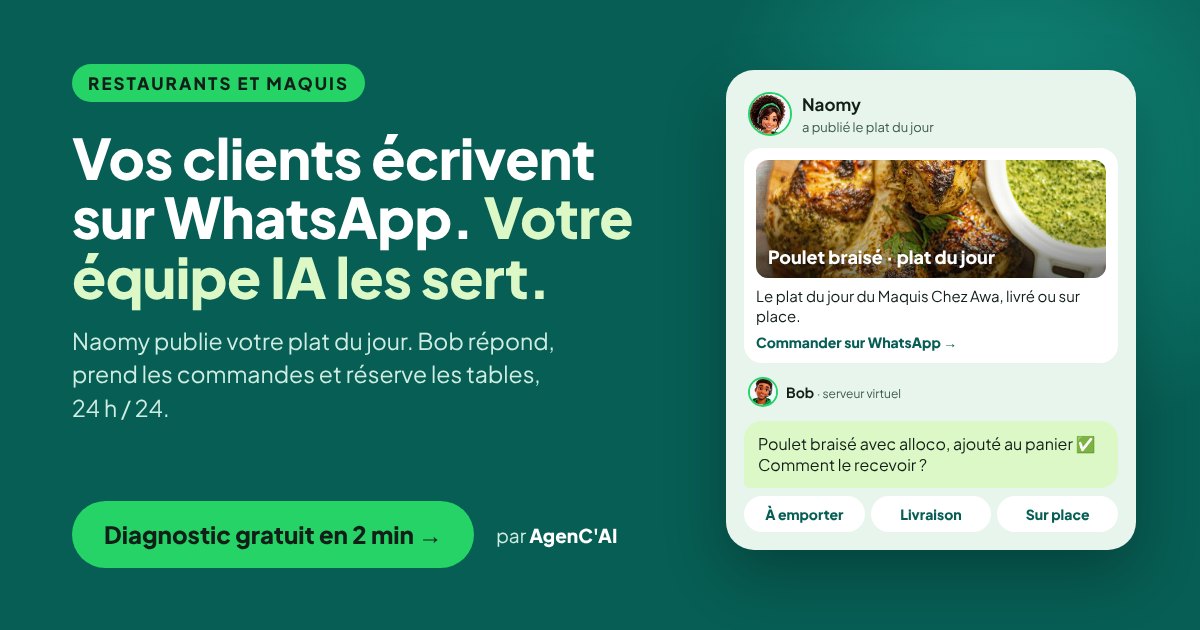 RESTAURANTS ET MAQUIS
Vos clients écrivent
sur WhatsApp. Votre
équipe IA les sert.
Naomy publie votre plat du jour. Bob répond,
prend les commandes et réserve les tables,
24 h / 24.
Diagnostic gratuit en 2 min →
par AgenC'AI
Naomy
a publié le plat du jour
Poulet braisé · plat du jour
Le plat du jour du Maquis Chez Awa, livré ou sur
place.
Commander sur WhatsApp →
Bob · serveur virtuel
Poulet braisé avec alloco, ajouté au panier ✅
Comment le recevoir ?
À emporter
Livraison
Sur place